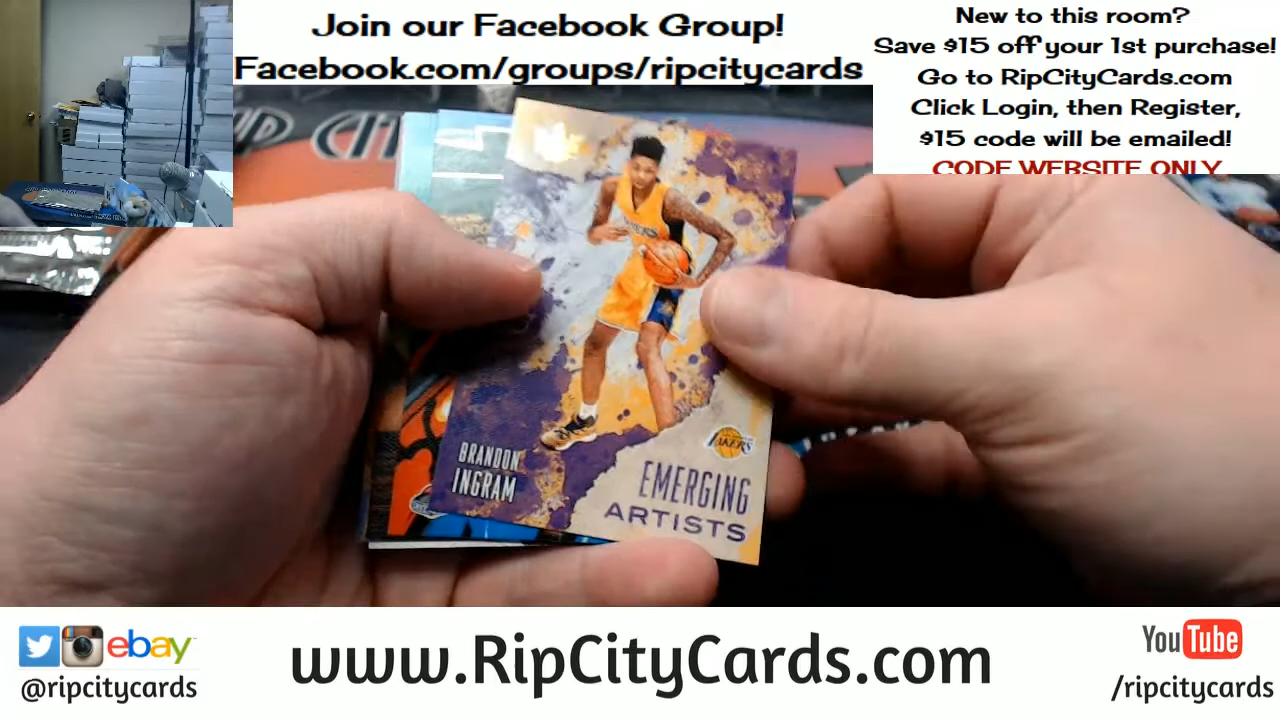 Join our Facebook Group!
Facebook.com/groups/ripcitycards
New to this room?
Save $15 off your 1st purchase!
Go to RipCityCards.com
Click Login, then Register,
$15 code will be emailed!
CODE WEBSITE ONLY
CIT
LAKERS
BRANDON
INGRAM
EMERGING
ARTISTS
ebay
@ripcitycards
www.RipCityCards.com
YouTube
/ripcitycards